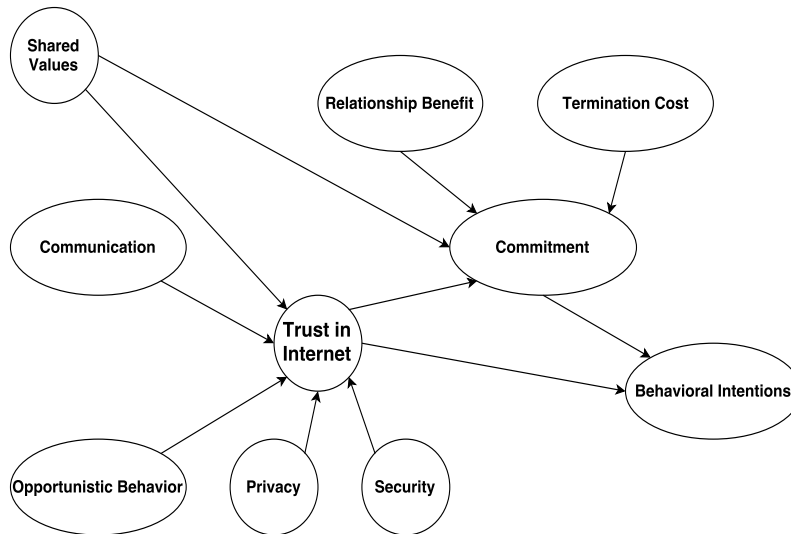 Shared
Values
Relationship Benefit
Termination Cost
Communication
Commitment
Trust in
Internet
Behavioral Intentions
Opportunistic Behavior
Privacy
Security